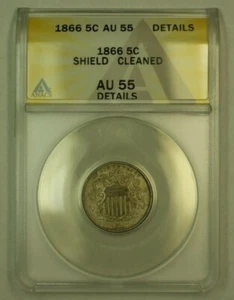 1866 5C AU 55 DETAILS
1866 5C
SHIELD CLEANED
AU 55
DETAILS